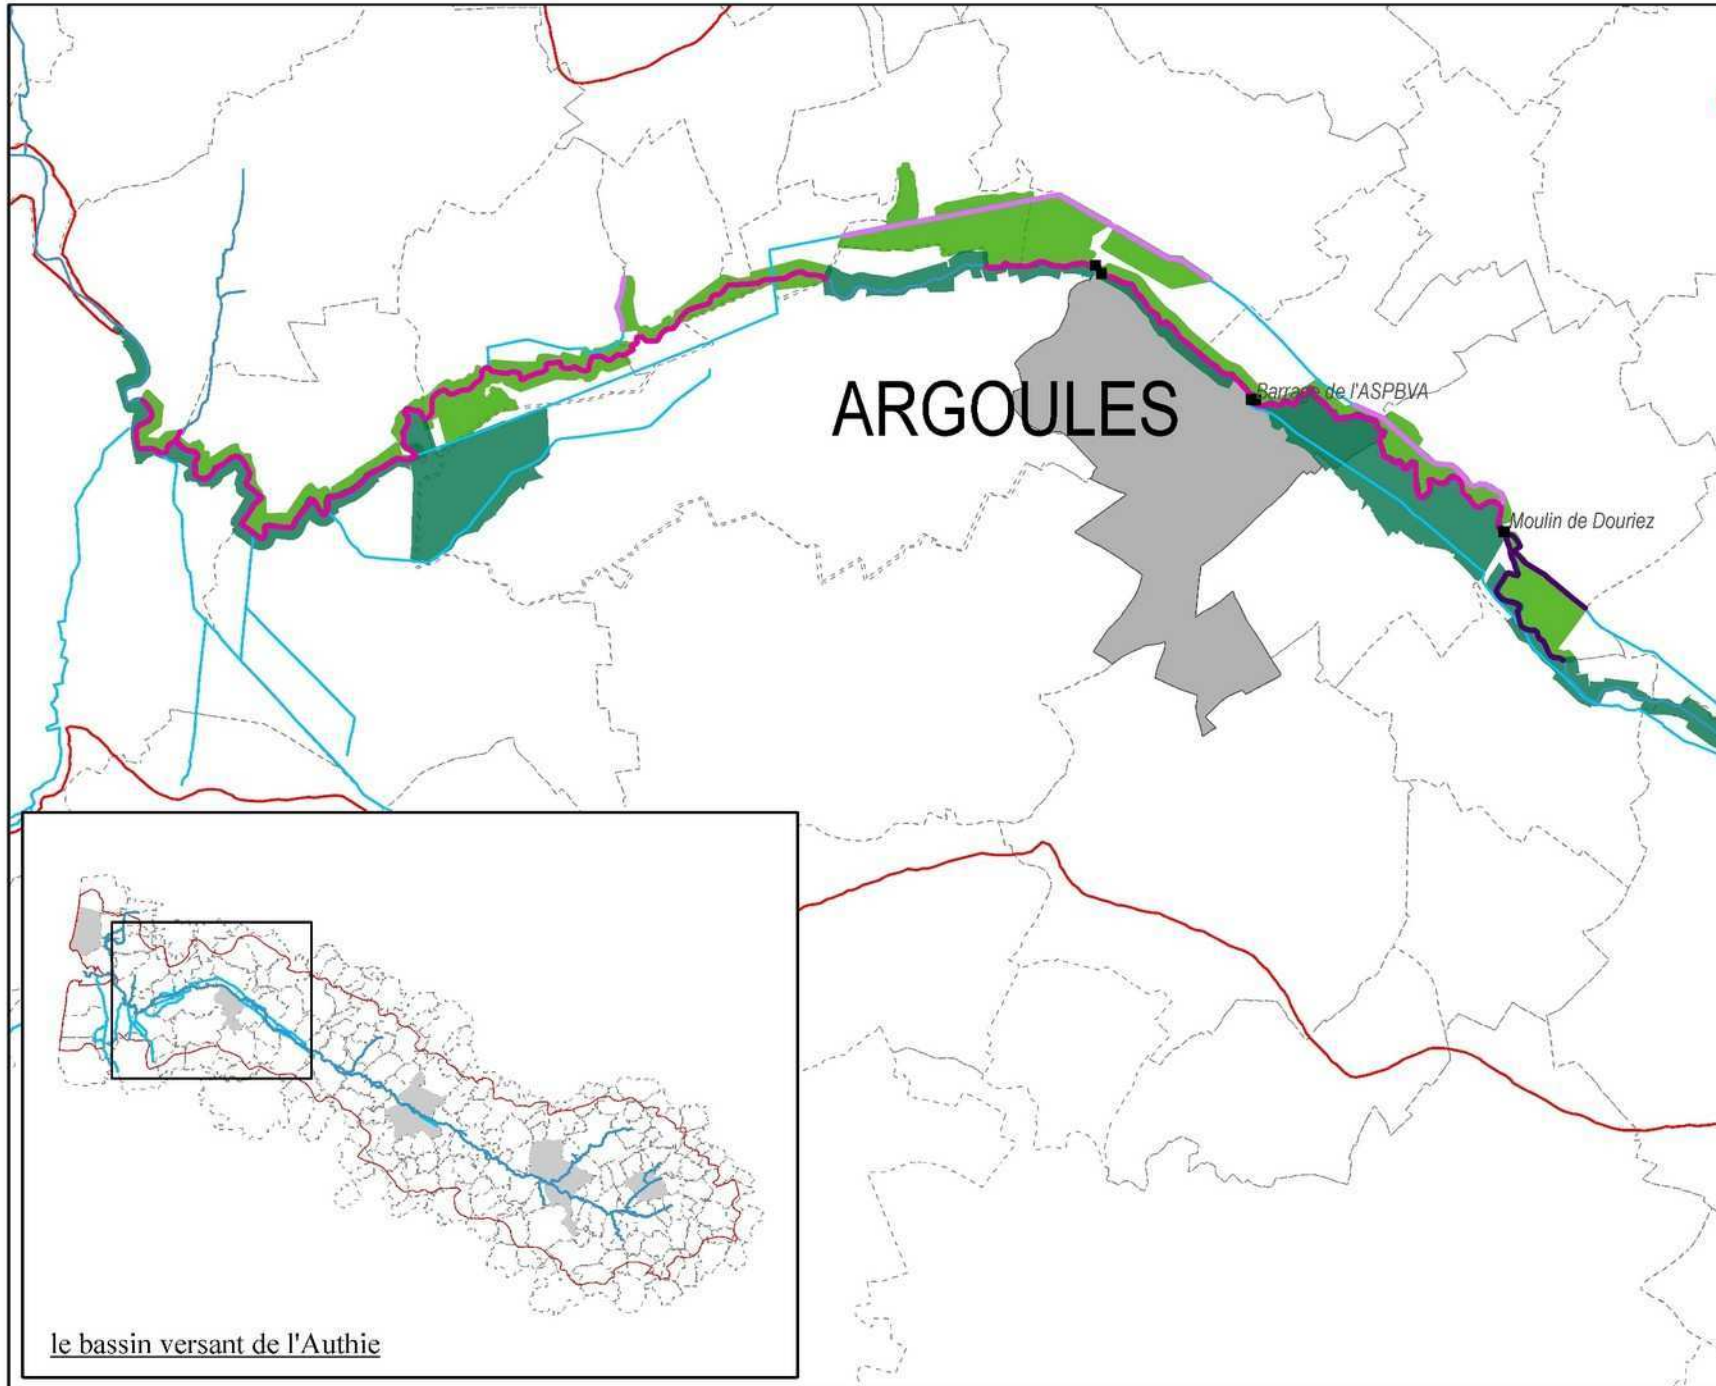 ARGOULES
Barrage de l'ASPBVA
Moulin de Douriez
le bassin versant de l'Authie